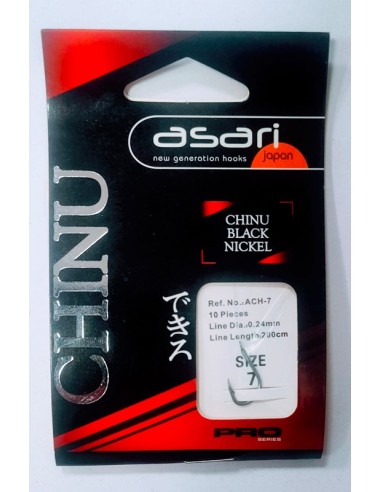 asari
new generation hooks
japan
CHINU
CHINU
BLACK
NICKEL
できろ
Ref. No.:ACH-7
10 Pieces
Line Dia.:0.24mm
Line Length:200cm
SIZE
7
PRO
SERIES